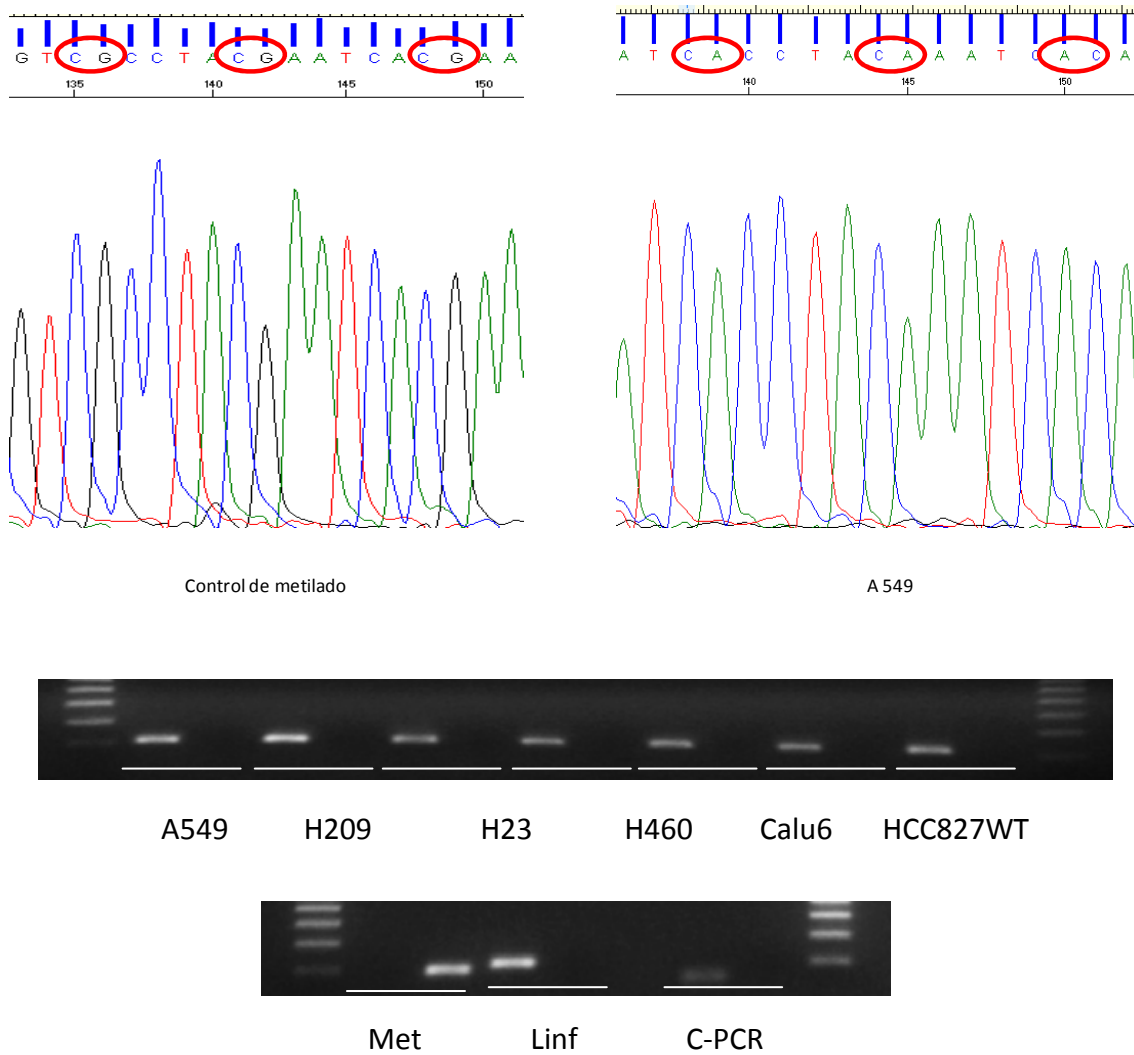 G T C G C C T A C G A A T C A C G A A
135 140 145 150
A T C A C C T A C A A A T C A C A
140 145 150
Control de metilado
A 549
A549 H209 H23 H460 Calu6 HCC827WT
Met Linf C-PCR